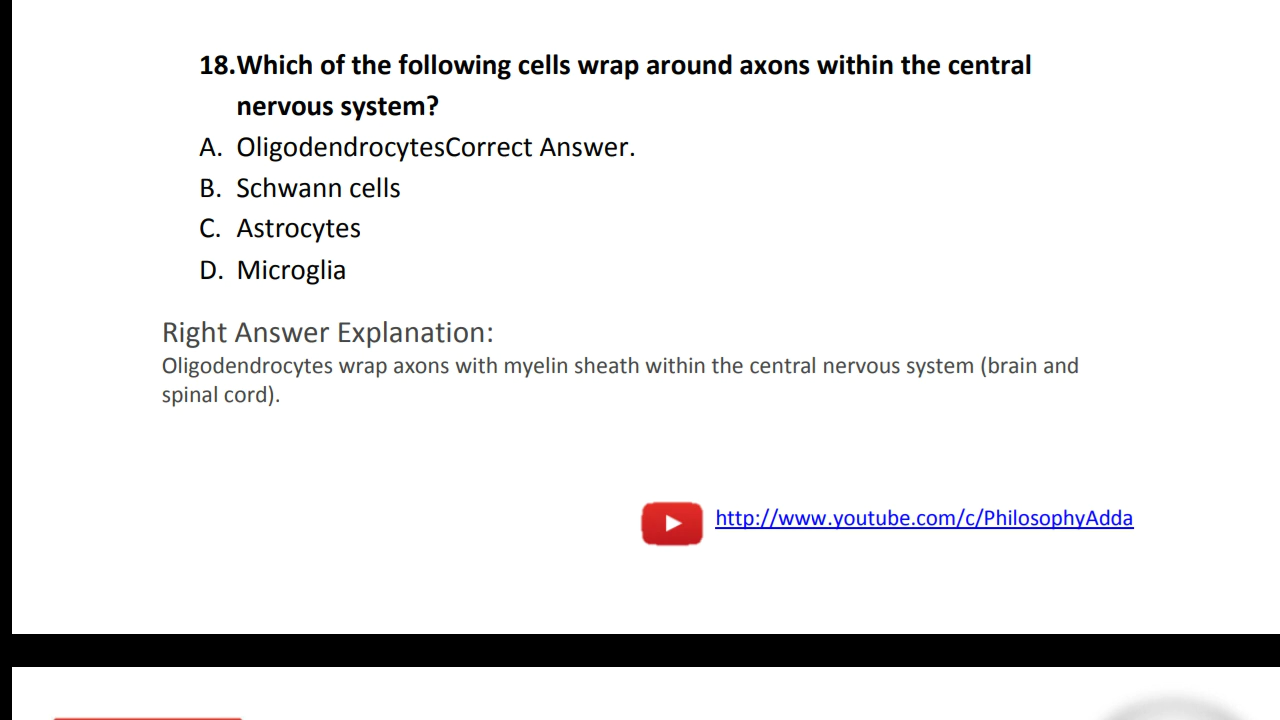 18.Which of the following cells wrap around axons within the central
nervous system?
A. OligodendrocytesCorrect Answer.
B. Schwann cells
C. Astrocytes
D. Microglia
Right Answer Explanation:
Oligodendrocytes wrap axons with myelin sheath within the central nervous system (brain and
spinal cord).
http://www.youtube.com/c/PhilosophyAdda